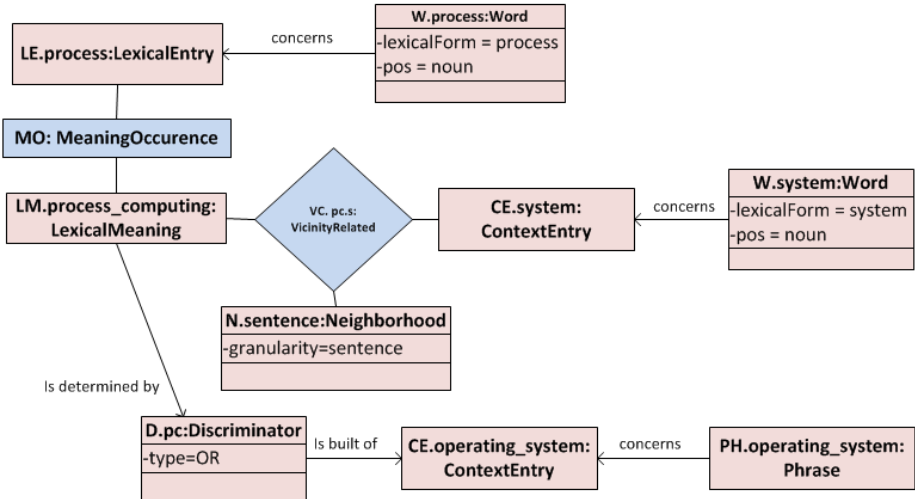 W.process:Word
-lexicalForm = process
-pos = noun
concerns
LE.process:LexicalEntry
MO: MeaningOccurence
LM.process_computing:
LexicalMeaning
VC. pc.s:
VicinityRelated
CE.system:
ContextEntry
concerns
W.system:Word
-lexicalForm = system
-pos = noun
N.sentence:Neighborhood
-granularity=sentence
Is determined by
D.pc:Discriminator
-type=OR
Is built of
CE.operating_system:
ContextEntry
concerns
PH.operating_system:
Phrase